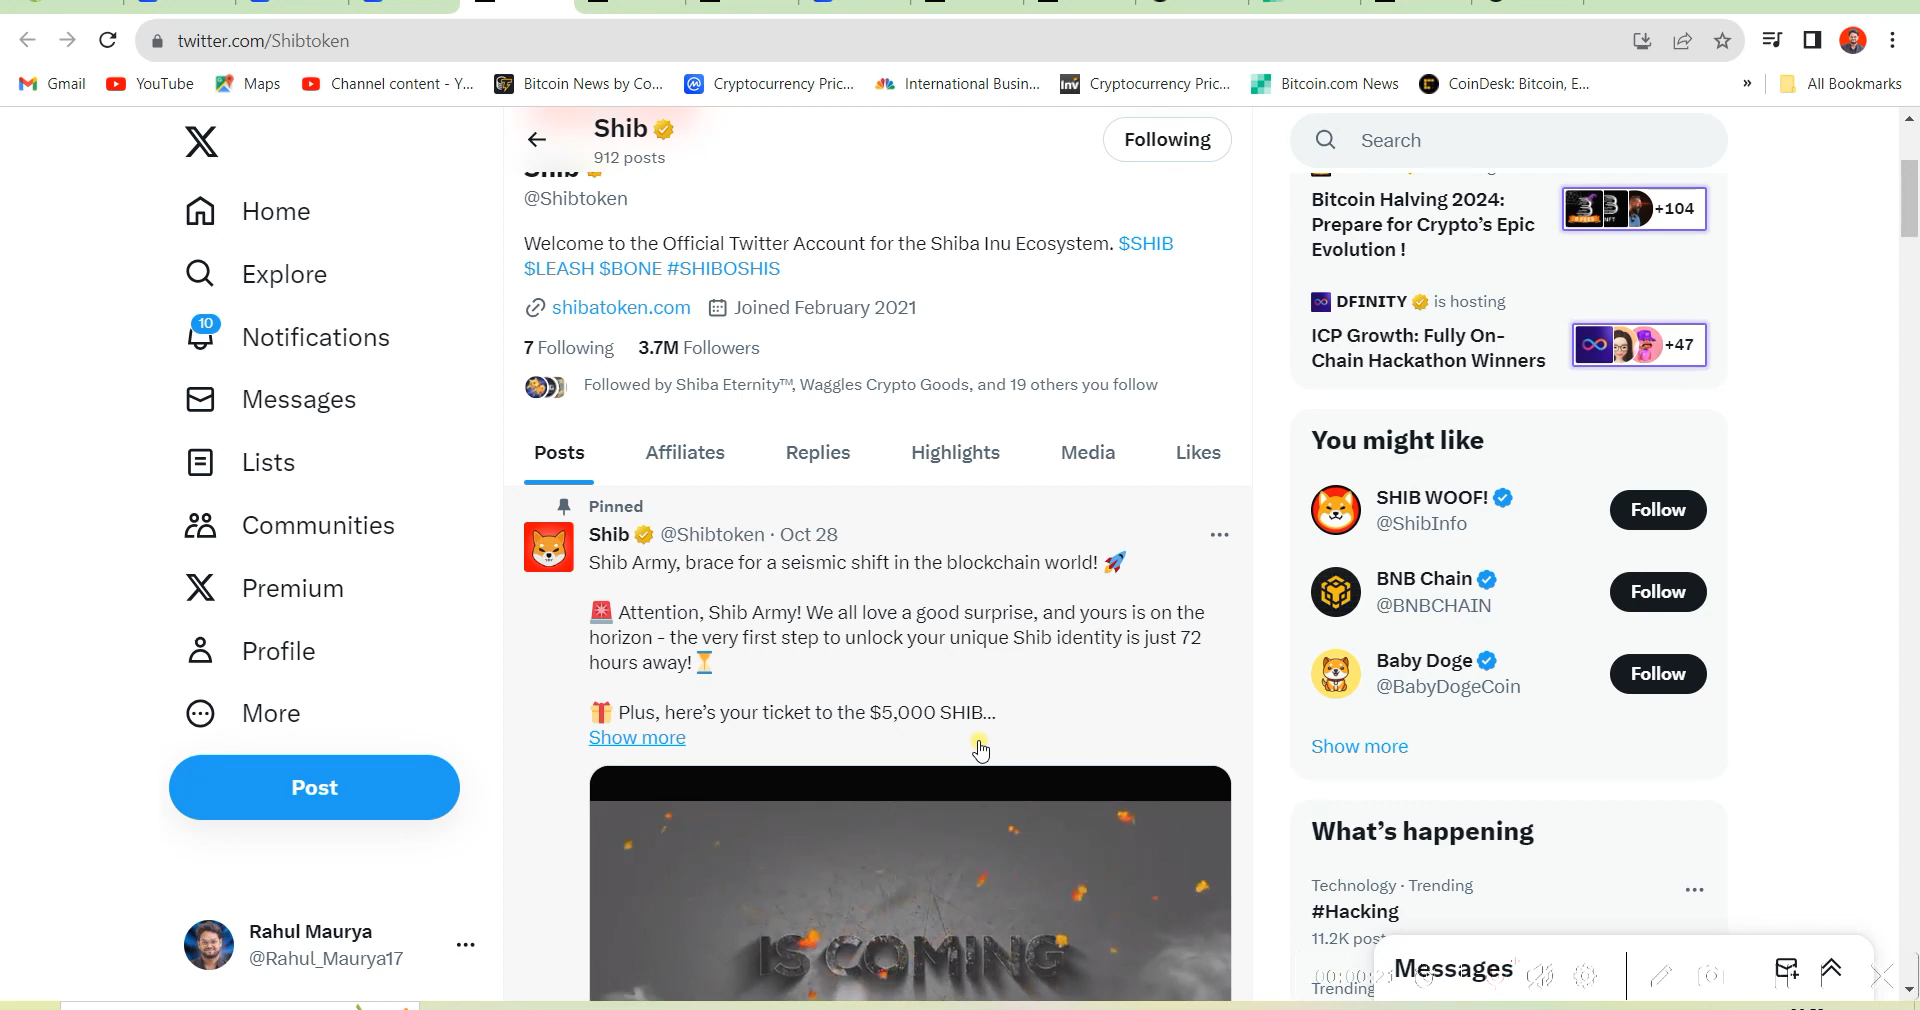 twitter.com/Shibtoken
Gmail
YouTube
Maps
Channel content - Y...
Bitcoin News by Co...
Cryptocurrency Pric...
International Busin...
Cryptocurrency Pric...
Bitcoin.com News
CoinDesk: Bitcoin, E...
»
All Bookmarks
Home
Explore
10
Notifications
Messages
Lists
Communities
Premium
Profile
More
Post
Rahul Maurya
@Rahul_Maurya17
Shib
912 posts
Following
@Shibtoken
Welcome to the Official Twitter Account for the Shiba Inu Ecosystem. $SHIB
$LEASH $BONE #SHIBOSHIS
shibatoken.com Joined February 2021
7 Following 3.7M Followers
Followed by Shiba Eternity™, Waggles Crypto Goods, and 19 others you follow
Posts Affiliates Replies Highlights Media Likes
Pinned
Shib @Shibtoken · Oct 28
Shib Army, brace for a seismic shift in the blockchain world! 🚀
🚨 Attention, Shib Army! We all love a good surprise, and yours is on the
horizon - the very first step to unlock your unique Shib identity is just 72
hours away!⏳
🎁 Plus, here’s your ticket to the $5,000 SHIB...
Show more
IS COMING
Search
Bitcoin Halving 2024:
Prepare for Crypto’s Epic
Evolution !
+104
DFINITY is hosting
ICP Growth: Fully On-
Chain Hackathon Winners
+47
You might like
SHIB WOOF!
@ShibInfo
Follow
BNB Chain
@BNBCHAIN
Follow
Baby Doge
@BabyDogeCoin
Follow
Show more
What’s happening
Technology · Trending
#Hacking
11.2K post
Trending
Messages